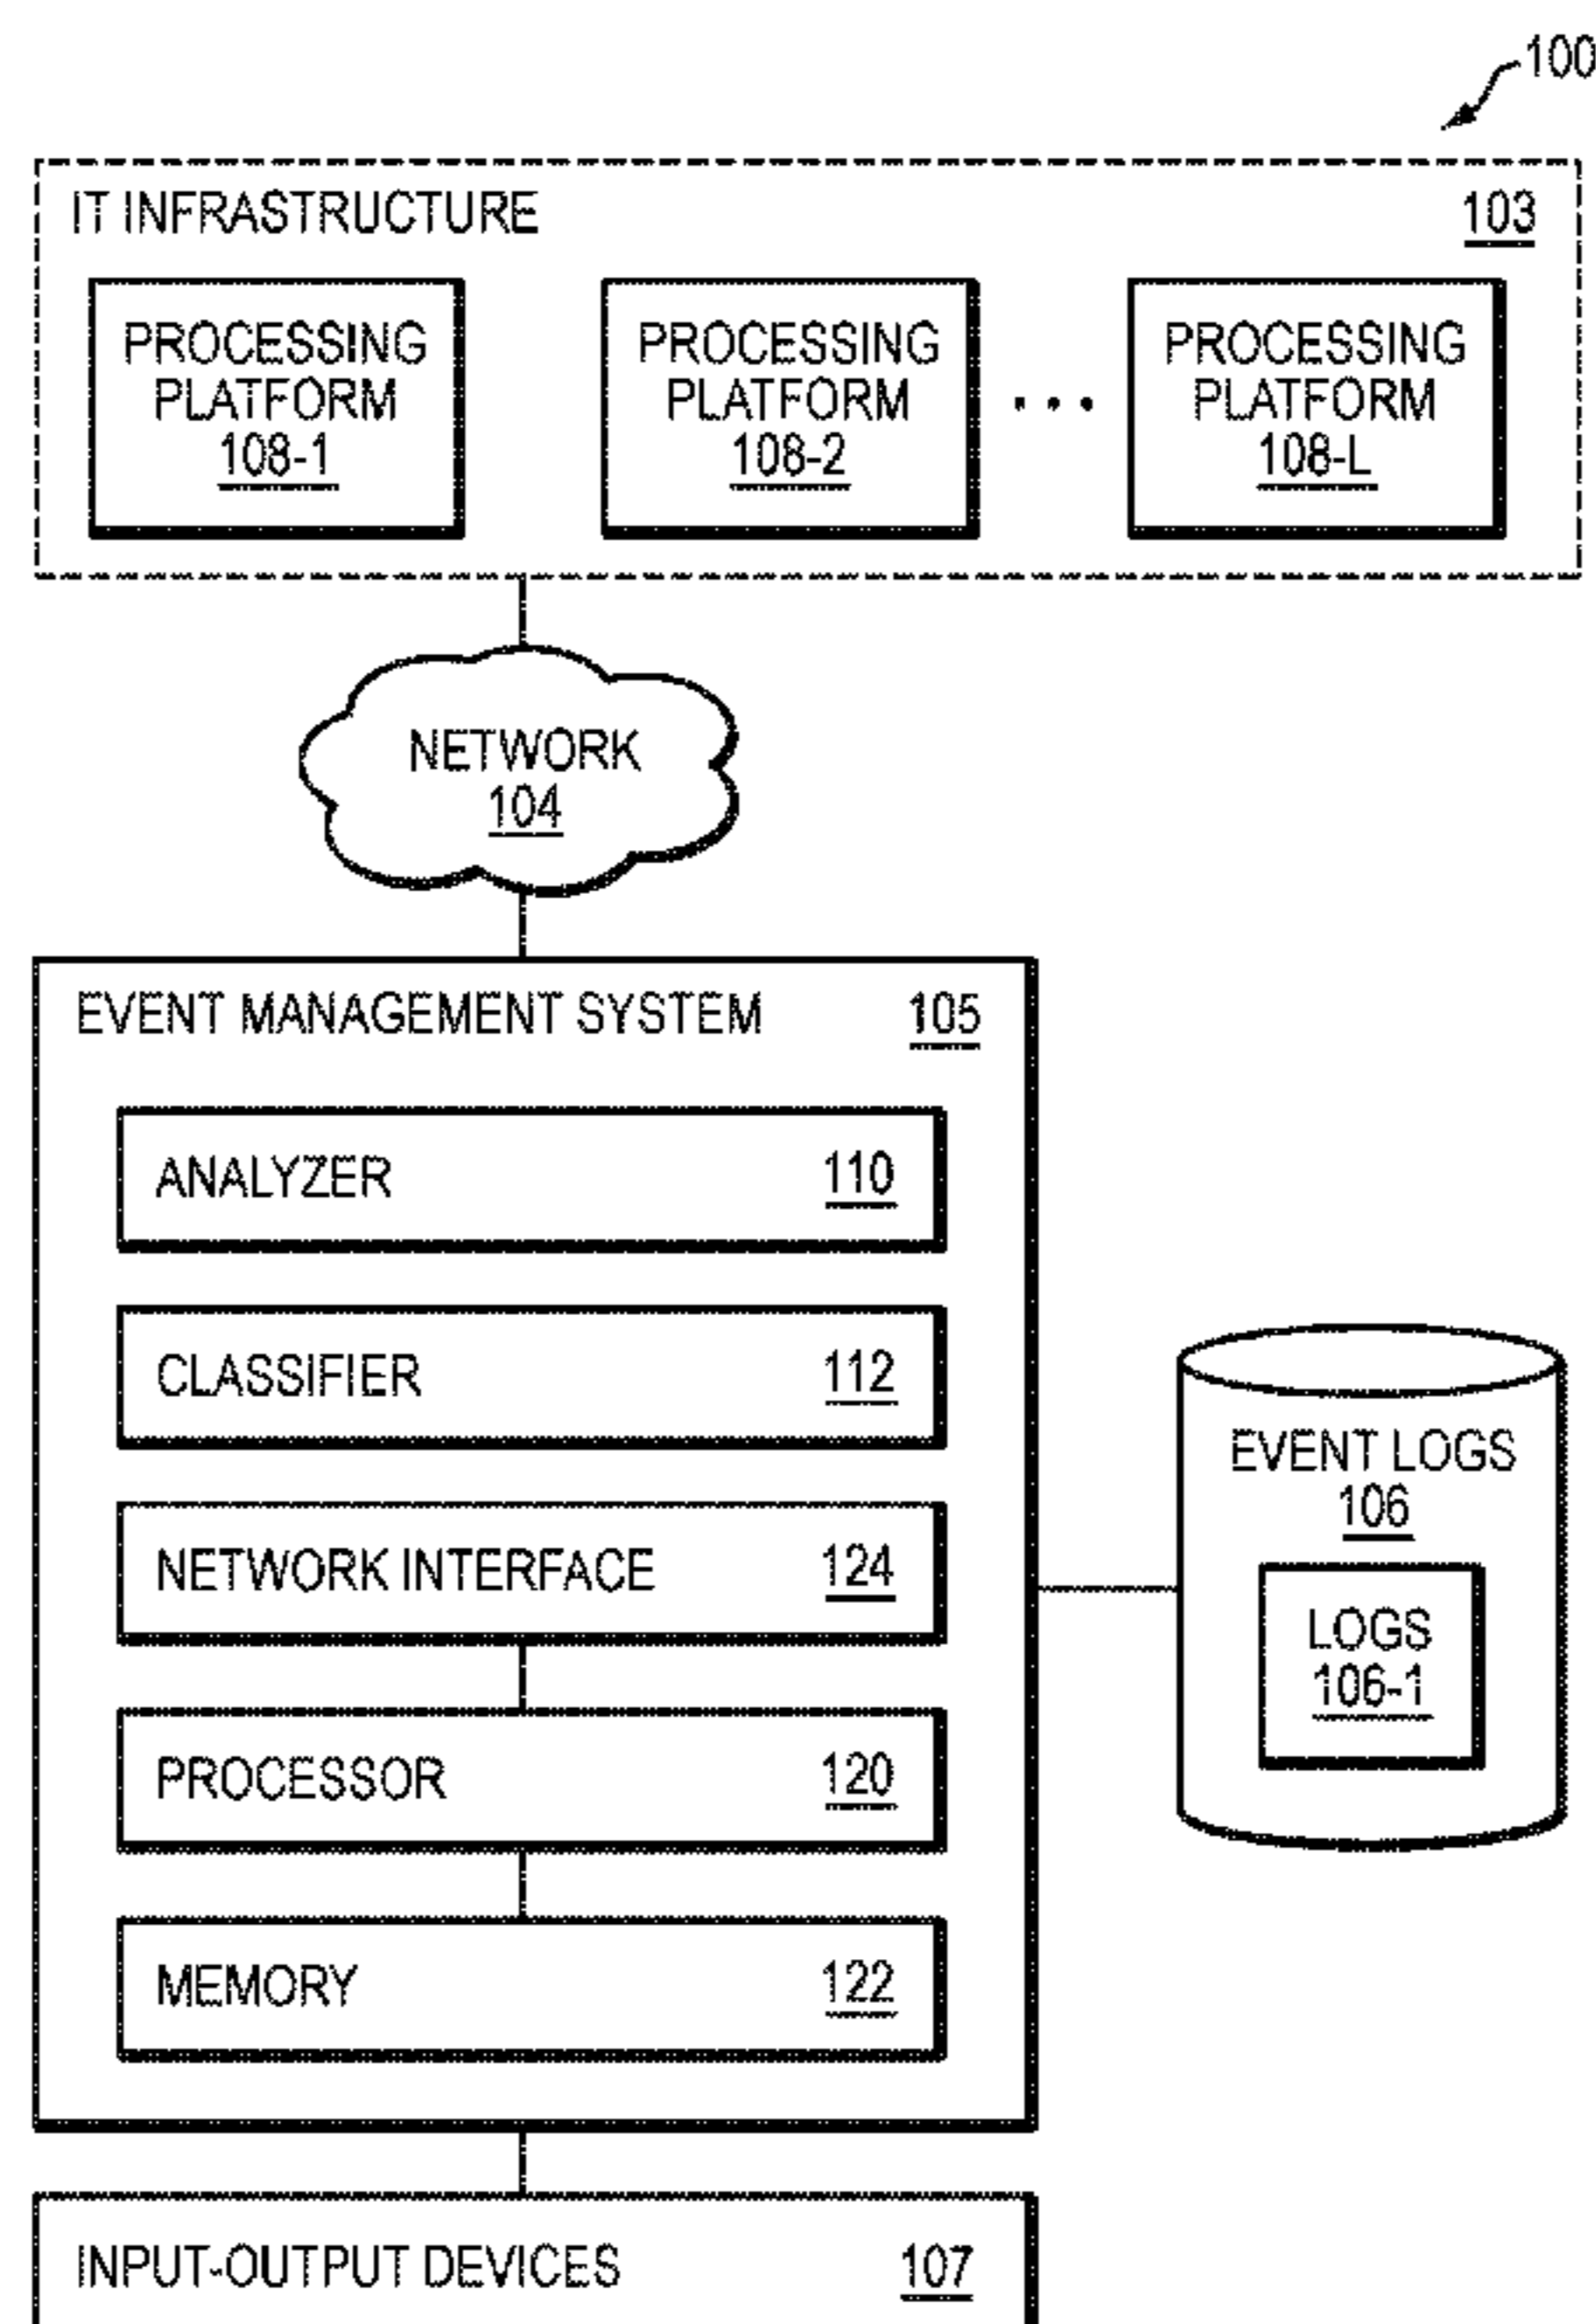 100
IT INFRASTRUCTURE 103
PROCESSING
PLATFORM
108-1
PROCESSING
PLATFORM
108-2
...
PROCESSING
PLATFORM
108-L
NETWORK
104
EVENT MANAGEMENT SYSTEM 105
ANALYZER 110
CLASSIFIER 112
NETWORK INTERFACE 124
PROCESSOR 120
MEMORY 122
EVENT LOGS
106
LOGS
106-1
INPUT-OUTPUT DEVICES 107